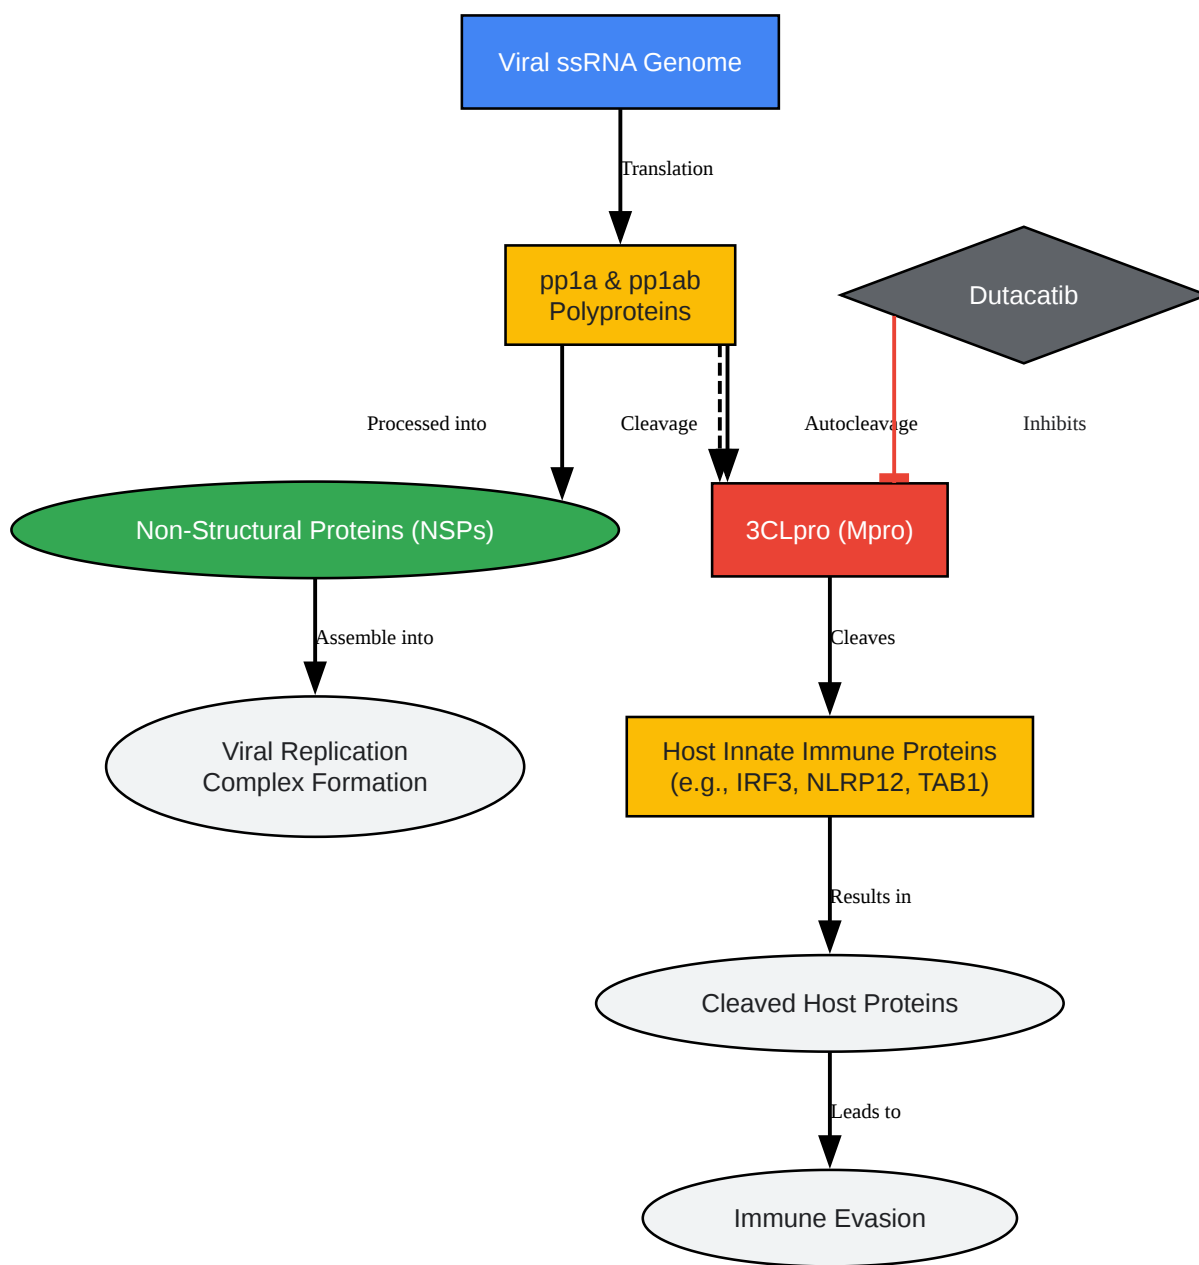 Viral ssRNA Genome
Translation
pp1a & pp1ab
Polyproteins
Dutacatib
Processed into
Cleavage
Autocleavage
Inhibits
Non-Structural Proteins (NSPs)
3CLpro (Mpro)
Assemble into
Cleaves
Viral Replication
Complex Formation
Host Innate Immune Proteins
(e.g., IRF3, NLRP12, TAB1)
Results in
Cleaved Host Proteins
Leads to
Immune Evasion